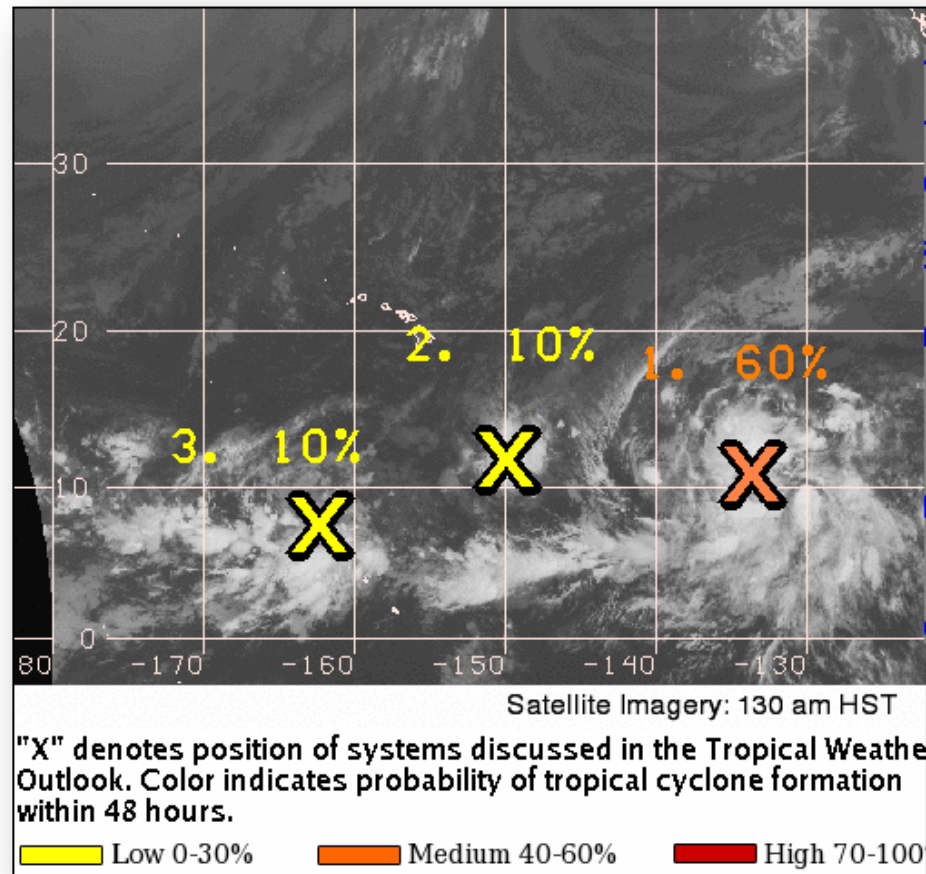 30
20
2. 10%
1. 60%
3. 10%
10
0
80 -170 -160 -150 -140 -130
Satellite Imagery: 130 am HST
"X" denotes position of systems discussed in the Tropical Weathe
Outlook. Color indicates probability of tropical cyclone formation
within 48 hours.
Low 0-30% Medium 40-60% High 70-100%